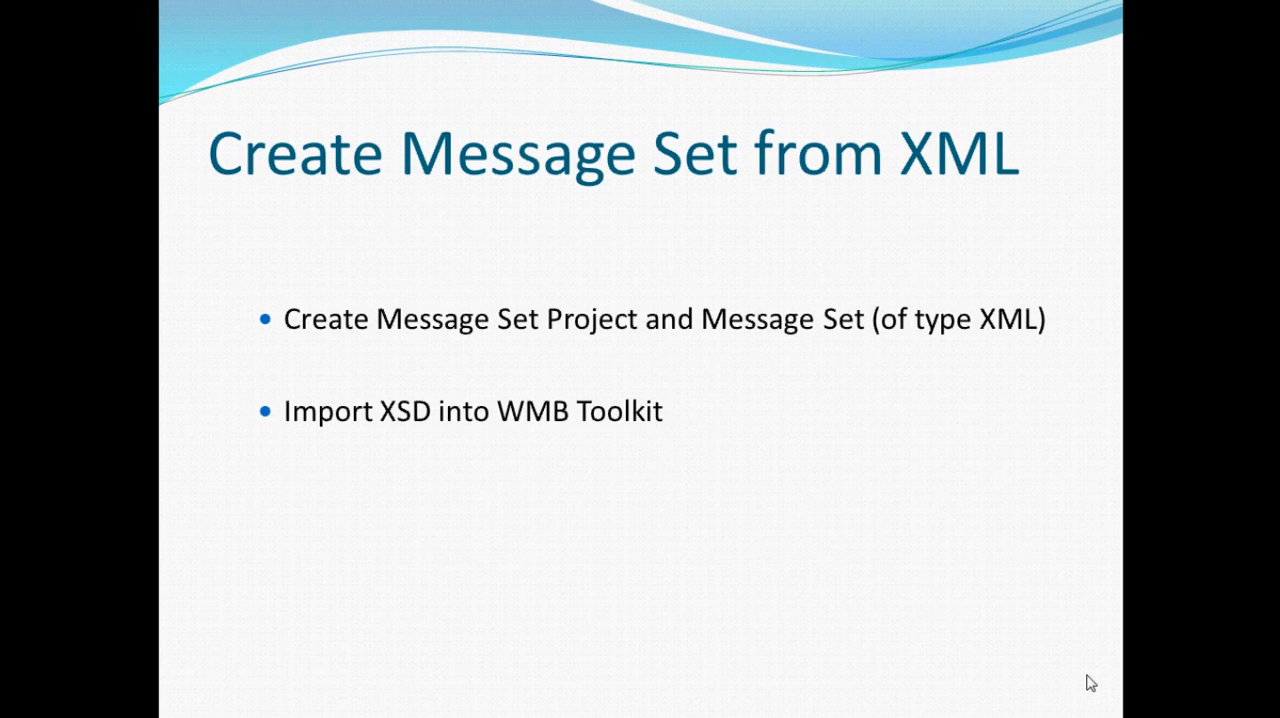 Create Message Set from XML
• Create Message Set Project and Message Set (of type XML)
• Import XSD into WMB Toolkit